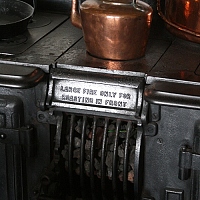 LARGE FIRE ONLY FOR
ROASTING IN FRONT